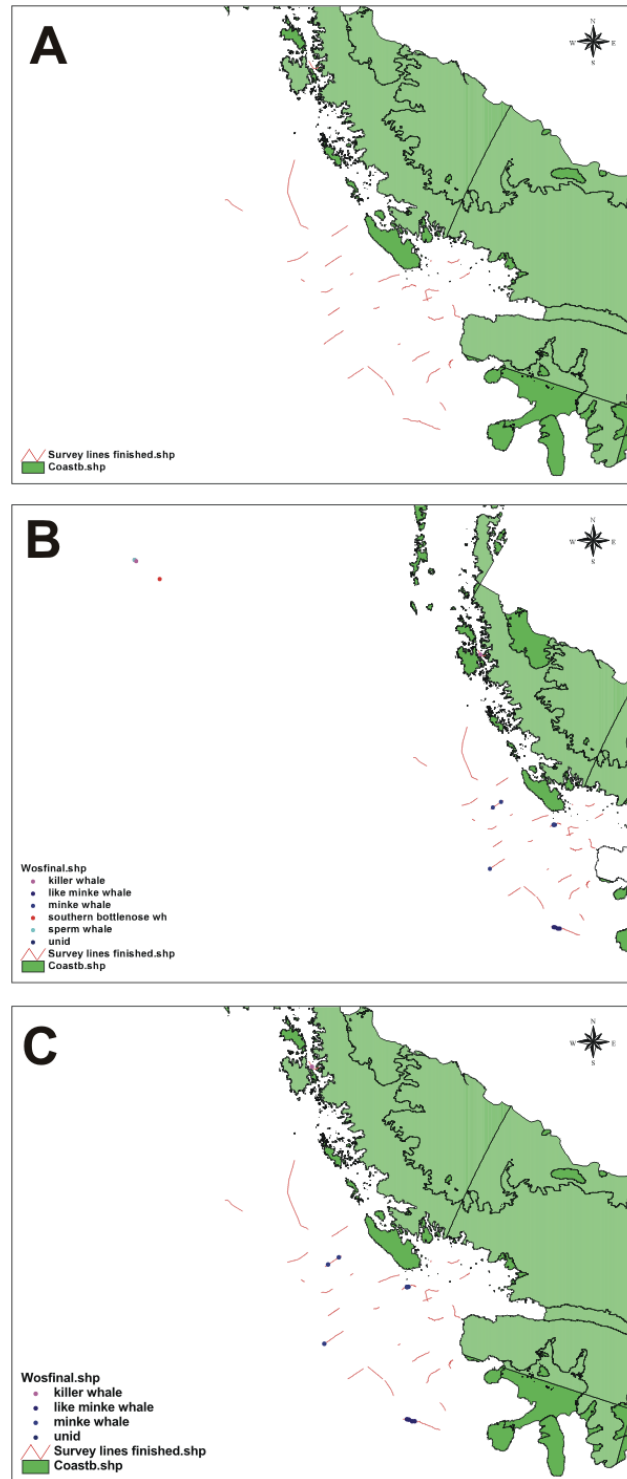 A
N
W E
S
Survey lines finished.shp
Coastb.shp
B
N
W E
S
Wosfinal.shp
killer whale
like minke whale
minke whale
southern bottlenose wh
sperm whale
unid
Survey lines finished.shp
Coastb.shp
C
N
W E
S
Wosfinal.shp
killer whale
like minke whale
minke whale
unid
Survey lines finished.shp
Coastb.shp